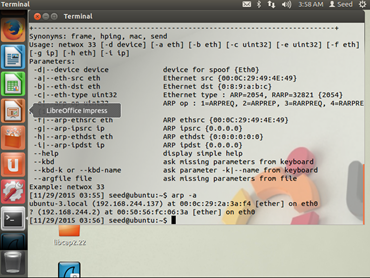 Terminal
3:58 AM
Seed
Terminal
Synonyms: frame, hping, mac, send
Usage: netwox 33 [-d device] [-a eth] [-b eth] [-c uint32] [-e uint32] [-f eth]
[-g ip] [-h eth] [-i ip]
Parameters:
-d|--device device device for spoof {Eth0}
-a|--eth-src eth Ethernet src {00:0C:29:49:4E:49}
-b|--eth-dst eth Ethernet dst {0:8:9:a:b:c}
-c|--eth-type uint32 Ethernet type : ARP=2054, RARP=32821 {2054}
ARP op : 1=ARPREQ, 2=ARPREP, 3=RARPREQ, 4=RARPRE
LibreOffice Impress
-f|--arp-ethsrc eth ARP ethsrc {00:0C:29:49:4E:49}
-g|--arp-ipsrc ip ARP ipsrc {0.0.0.0}
-h|--arp-ethdst eth ARP ethdst {0:0:0:0:0:0}
-i|--arp-ipdst ip ARP ipdst {0.0.0.0}
--help display simple help
--kbd ask missing parameters from keyboard
--kbd-k or --kbd-name ask parameter -k|--name from keyboard
--argfile file ask missing parameters from file
Example: netwox 33
[11/29/2015 03:55] seed@ubuntu:~$ arp -a
ubuntu-3.local (192.168.244.137) at 00:0c:29:2a:3a:f4 [ether] on eth0
? (192.168.244.2) at 00:50:56:fc:06:3a [ether] on eth0
[11/29/2015 03:56] seed@ubuntu:~$
libcap2.22